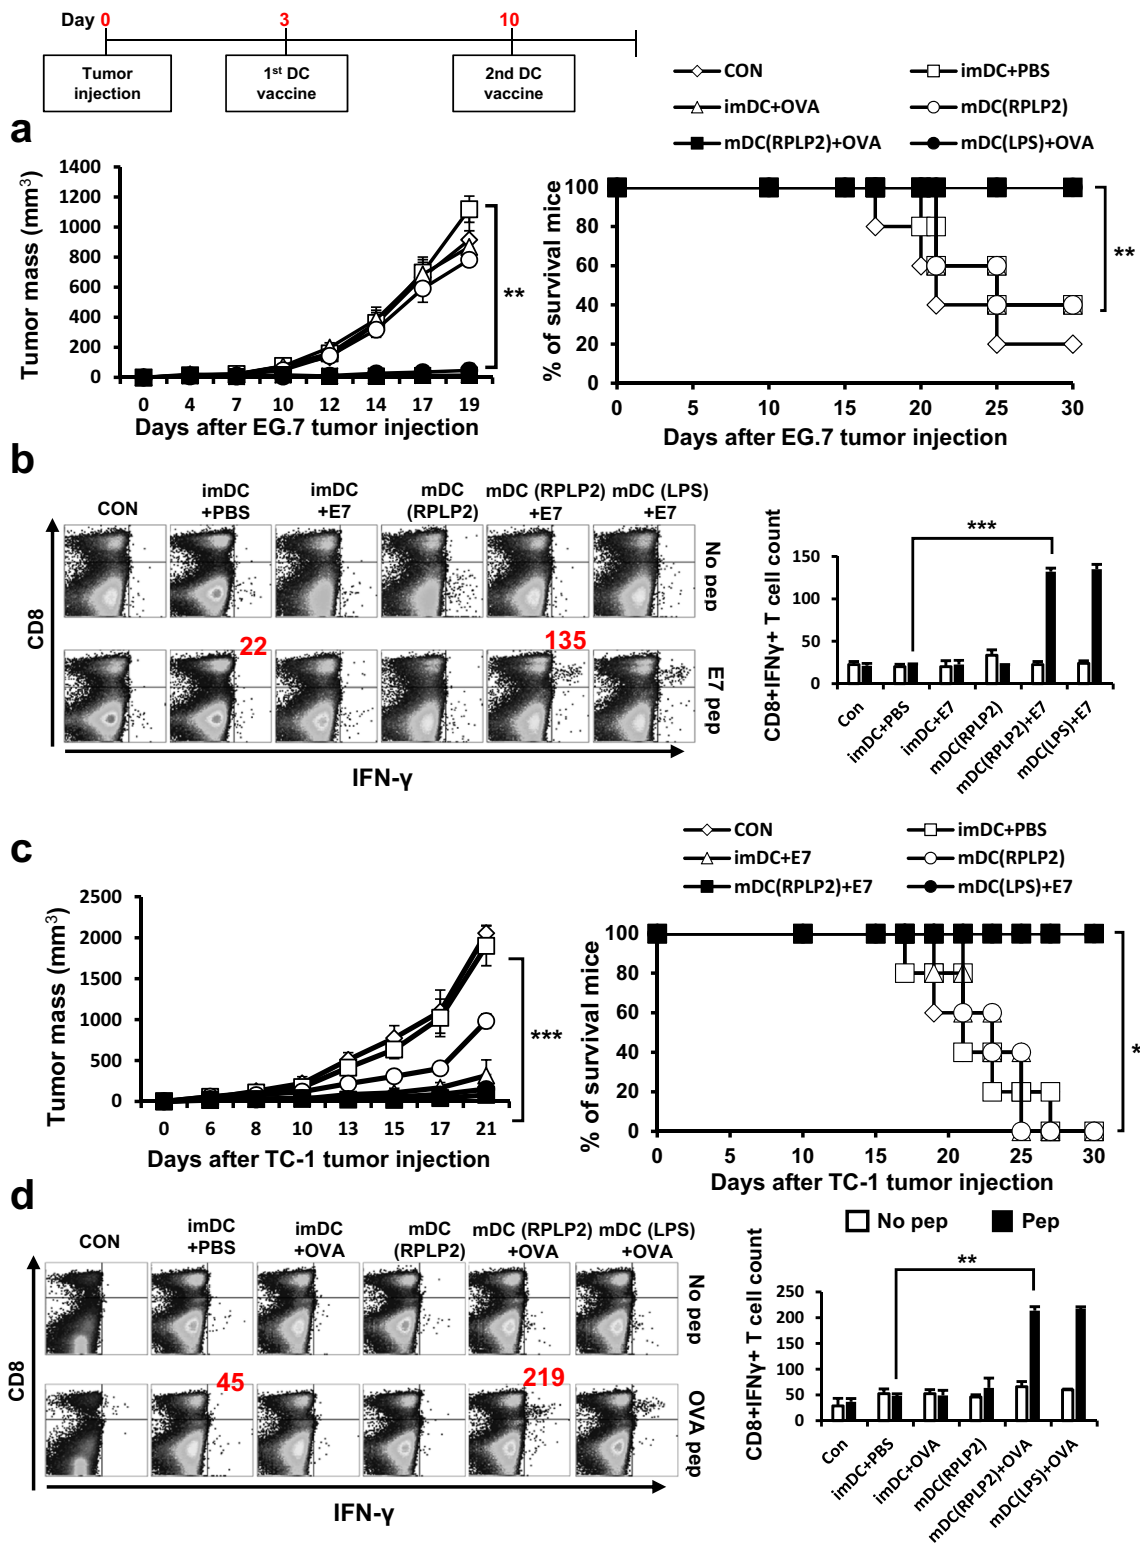 Day 0 3 10
Tumor injection
1st DC vaccine
2nd DC vaccine
CON
imDC+PBS
imDC+OVA
mDC(RPLP2)
mDC(RPLP2)+OVA
mDC(LPS)+OVA
a
Tumor mass (mm3)
1400
1200
1000
800
600
400
200
0
0 4 7 10 12 14 17 19
Days after EG.7 tumor injection
**
% of survival mice
100
80
60
40
20
0
0 5 10 15 20 25 30
Days after EG.7 tumor injection
**
b
CON
imDC +PBS
imDC +E7
mDC (RPLP2)
mDC (RPLP2) +E7
mDC (LPS) +E7
No pep
E7 pep
22
135
CD8
IFN-γ
CD8+IFNγ+ T cell count
150
100
50
0
***
Con
imDC+PBS
imDC+E7
mDC(RPLP2)
mDC(RPLP2)+E7
mDC(LPS)+E7
c
CON
imDC+PBS
imDC+E7
mDC(RPLP2)
mDC(RPLP2)+E7
mDC(LPS)+E7
Tumor mass (mm3)
2500
2000
1500
1000
500
0
0 6 8 10 13 15 17 21
Days after TC-1 tumor injection
***
% of survival mice
100
80
60
40
20
0
0 5 10 15 20 25 30
Days after TC-1 tumor injection
*
d
CON
imDC +PBS
imDC +OVA
mDC (RPLP2)
mDC (RPLP2) +OVA
mDC (LPS) +OVA
No pep
OVA pep
45
219
CD8
IFN-γ
No pep
Pep
CD8+IFNγ+ T cell count
250
200
150
100
50
0
**
Con
imDC+PBS
imDC+OVA
mDC(RPLP2)
mDC(RPLP2)+OVA
mDC(LPS)+OVA